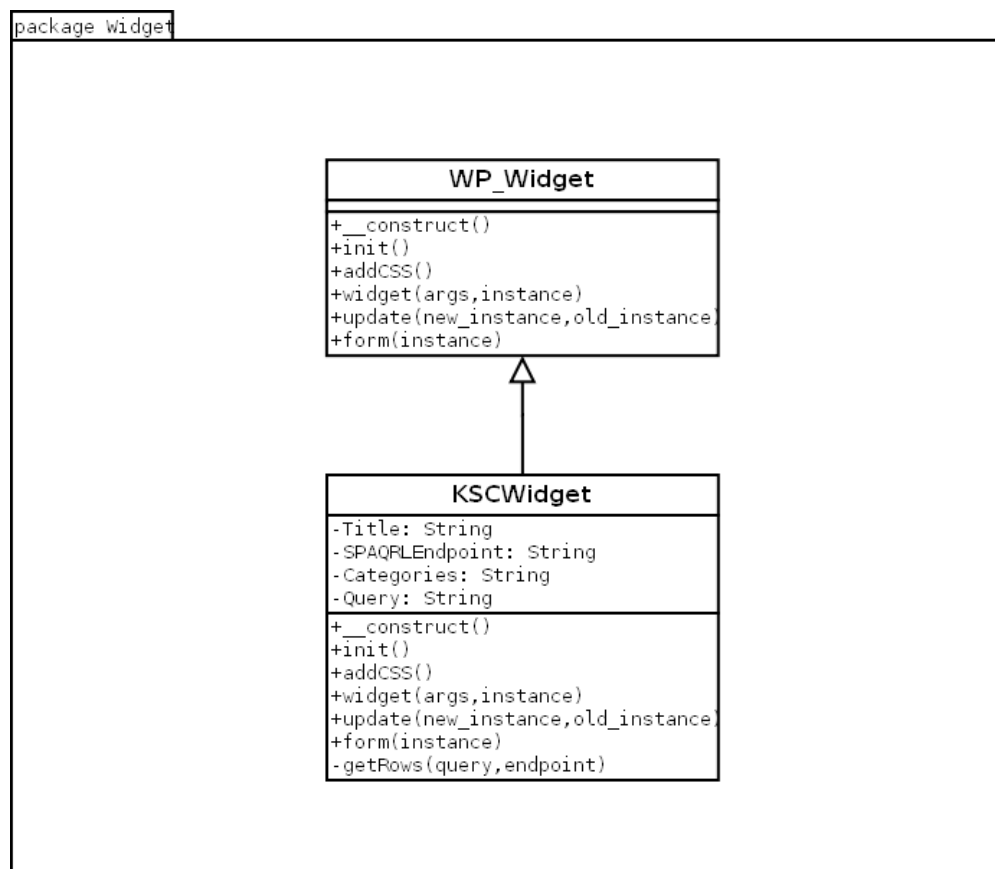 package Widget
WP_Widget
+__construct()
+init()
+addCSS()
+widget(args,instance)
+update(new_instance,old_instance)
+form(instance)
KSCWidget
-Title: String
-SPAQRLEndpoint: String
-Categories: String
-Query: String
+__construct()
+init()
+addCSS()
+widget(args,instance)
+update(new_instance,old_instance)
+form(instance)
-getRows(query,endpoint)